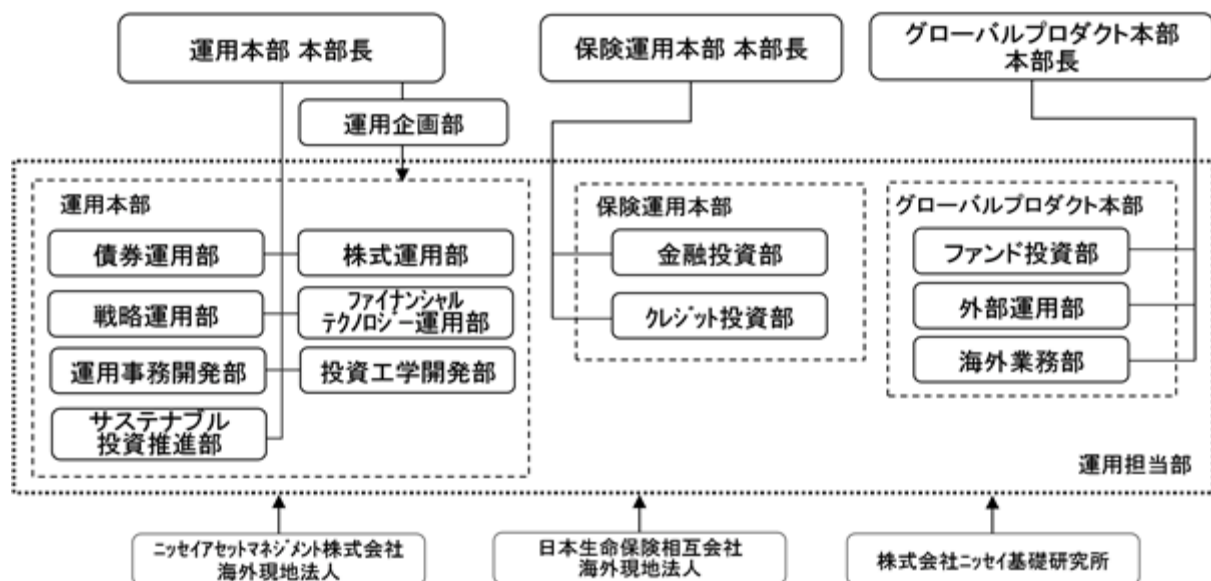 運用本部 本部長
保険運用本部 本部長
グローバルプロダクト本部
本部長
運用企画部
運用本部
債券運用部
株式運用部
戦略運用部
ファイナンシャル
テクノロジー運用部
運用事務開発部
投資工学開発部
サステナブル
投資推進部
保険運用本部
金融投資部
クレジット投資部
グローバルプロダクト本部
ファンド投資部
外部運用部
海外業務部
運用担当部
ニッセイアセットマネジメント株式会社
海外現地法人
日本生命保険相互会社
海外現地法人
株式会社ニッセイ基礎研究所